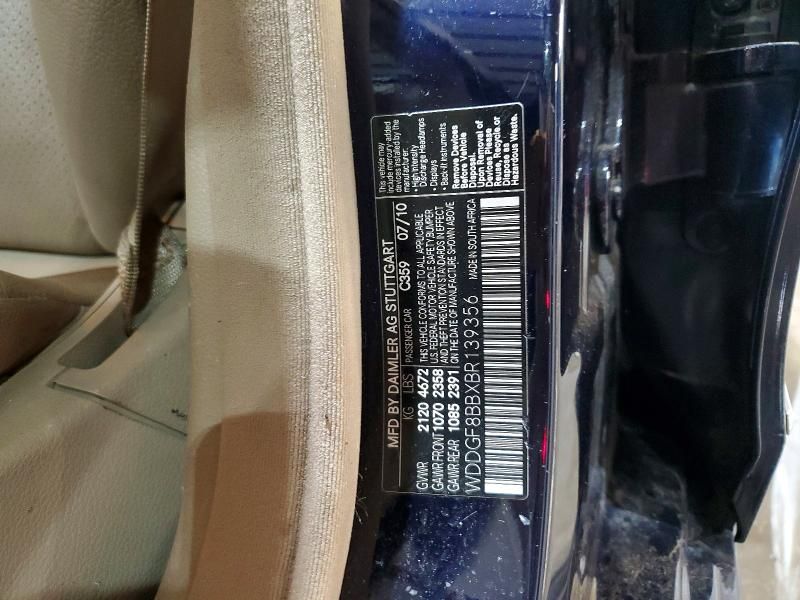 MFD BY DAIMLER AG STUTTGART
KG LBS PASSENGER CAR C359 07/10
GVWR 2120 4672 THIS VEHICLE CONFORMS TO ALL APPLICABLE
GAWR FRONT 1070 2358 U.S. FEDERAL MOTOR VEHICLE SAFETY, BUMPER
AND THEFT PREVENTION STANDARDS IN EFFECT
GAWR REAR 1085 2391 ON THE DATE OF MANUFACTURE SHOWN ABOVE
WDDGF8BBXBR139356 MADE IN SOUTH AFRICA
This vehicle may
include mercury-added
devices installed by the
manufacturer:
• High Intensity
Discharge Headlamps
• Displays
• Back-lit Instruments
Remove Devices
Before Vehicle
Disposal.
Upon Removal of
Devices Please
Reuse, Recycle or
Dispose as
Hazardous Waste.